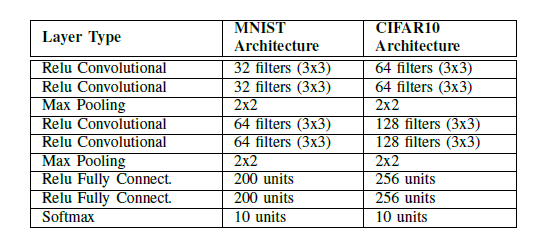 Layer Type MNIST Architecture CIFAR10 Architecture
Relu Convolutional 32 filters (3x3) 64 filters (3x3)
Relu Convolutional 32 filters (3x3) 64 filters (3x3)
Max Pooling 2x2 2x2
Relu Convolutional 64 filters (3x3) 128 filters (3x3)
Relu Convolutional 64 filters (3x3) 128 filters (3x3)
Max Pooling 2x2 2x2
Relu Fully Connect. 200 units 256 units
Relu Fully Connect. 200 units 256 units
Softmax 10 units 10 units